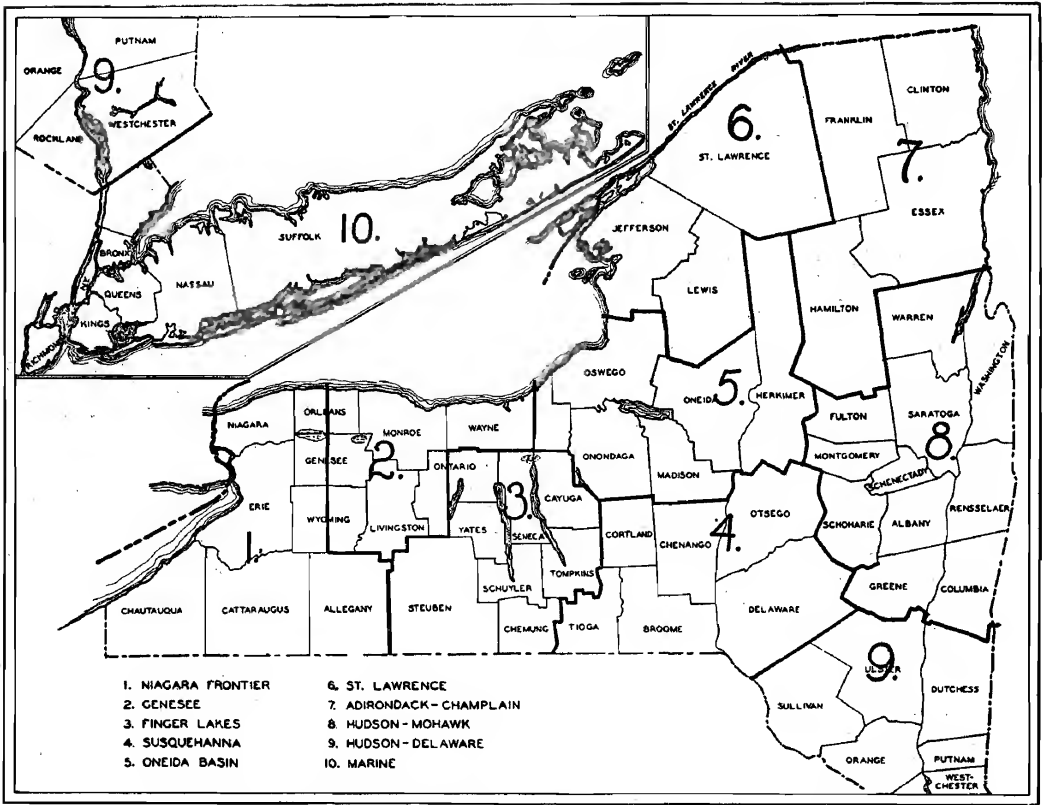 PUTNAM
ORANGE
9.
WESTCHESTER
ROCKLAND
BRONX
N.Y.
QUEENS
NASSAU
KINGS
RICHMOND
SUFFOLK
10.
ST. LAWRENCE RIVER
6.
ST. LAWRENCE
FRANKLIN
CLINTON
7.
ESSEX
JEFFERSON
LEWIS
HAMILTON
WARREN
WASHINGTON
OSWEGO
ONEIDA
5.
HERKIMER
FULTON
SARATOGA
8.
MONTGOMERY
SCHENECTADY
NIAGARA
ORLEANS
MONROE
WAYNE
GENESEE
2.
ONTARIO
3.
CAYUGA
ONONDAGA
MADISON
ERIE
WYOMING
LIVINGSTON
YATES
SENECA
CORTLAND
CHENANGO
4.
OTSEGO
SCHOHARIE
ALBANY
RENSSELAER
1.
SCHUYLER
TOMPKINS
GREENE
COLUMBIA
CHAUTAUQUA
CATTARAUGUS
ALLEGANY
STEUBEN
CHEMUNG
TIOGA
BROOME
DELAWARE
9.
ULSTER
DUTCHESS
SULLIVAN
ORANGE
PUTNAM
WEST-
CHESTER
1. NIAGARA FRONTIER
2. GENESEE
3. FINGER LAKES
4. SUSQUEHANNA
5. ONEIDA BASIN
6. ST. LAWRENCE
7. ADIRONDACK-CHAMPLAIN
8 HUDSON-MOHAWK
9. HUDSON-DELAWARE
10. MARINE